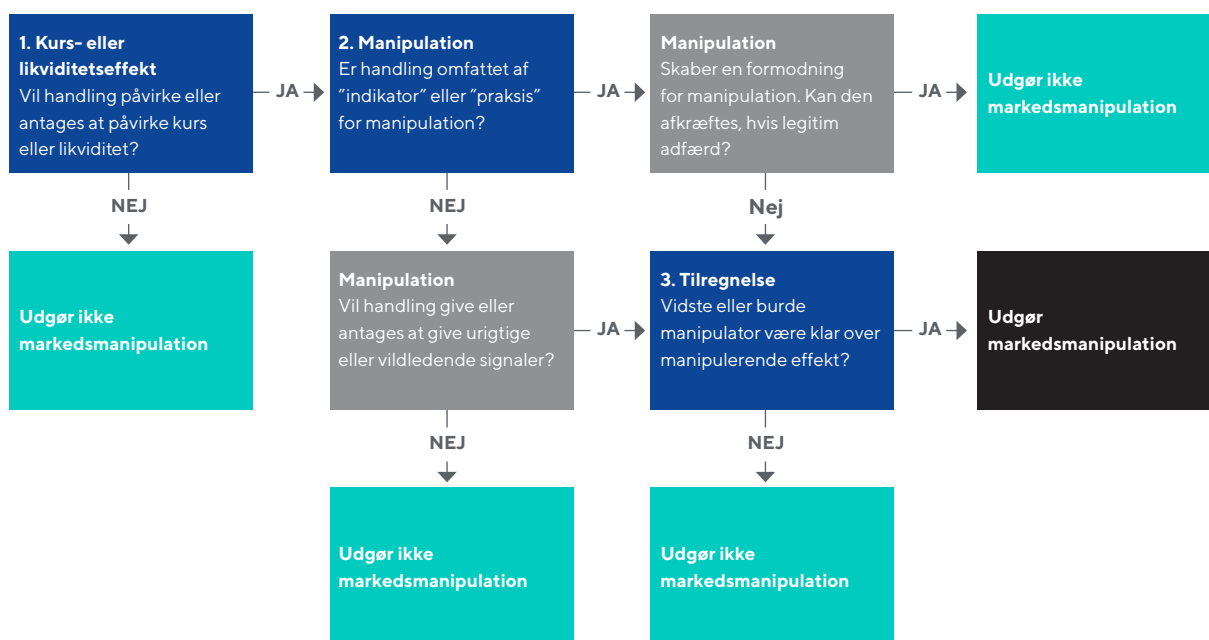 1. Kurs- eller
likviditetseffekt
Vil handling påvirke eller
antages at påvirke kurs
eller likviditet?
JA
2. Manipulation
Er handling omfattet af
”indikator” eller ”praksis”
for manipulation?
JA
Manipulation
Skaber en formodning
for manipulation. Kan den
afkræftes, hvis legitim
adfærd?
JA
Udgør ikke
markedsmanipulation
NEJ
NEJ
Nej
Udgør ikke
markedsmanipulation
Manipulation
Vil handling give eller
antages at give urigtige
eller vildledende signaler?
JA
3. Tilregnelse
Vidste eller burde
manipulator være klar over
manipulerende effekt?
JA
Udgør
markedsmanipulation
NEJ
NEJ
Udgør ikke
markedsmanipulation
Udgør ikke
markedsmanipulation